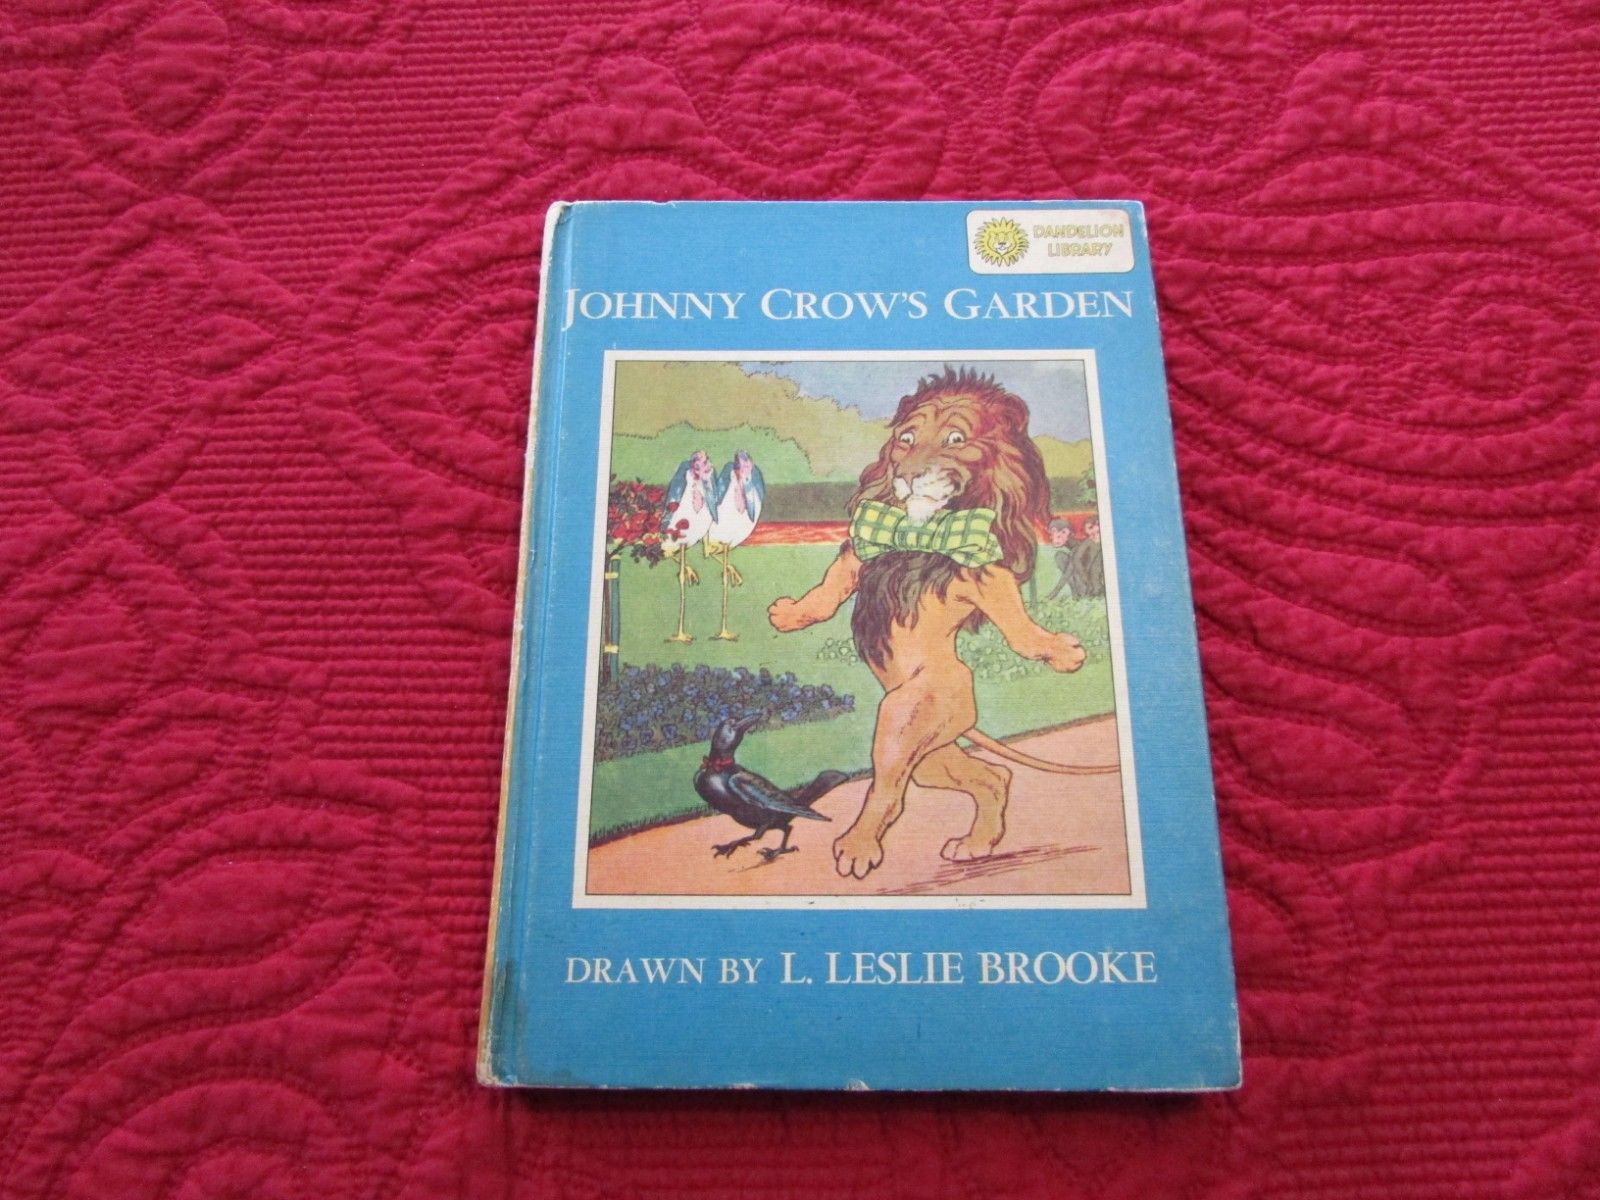 DANDELION
LIBRARY
JOHNNY CROW'S GARDEN
DRAWN BY L. LESLIE BROOKE